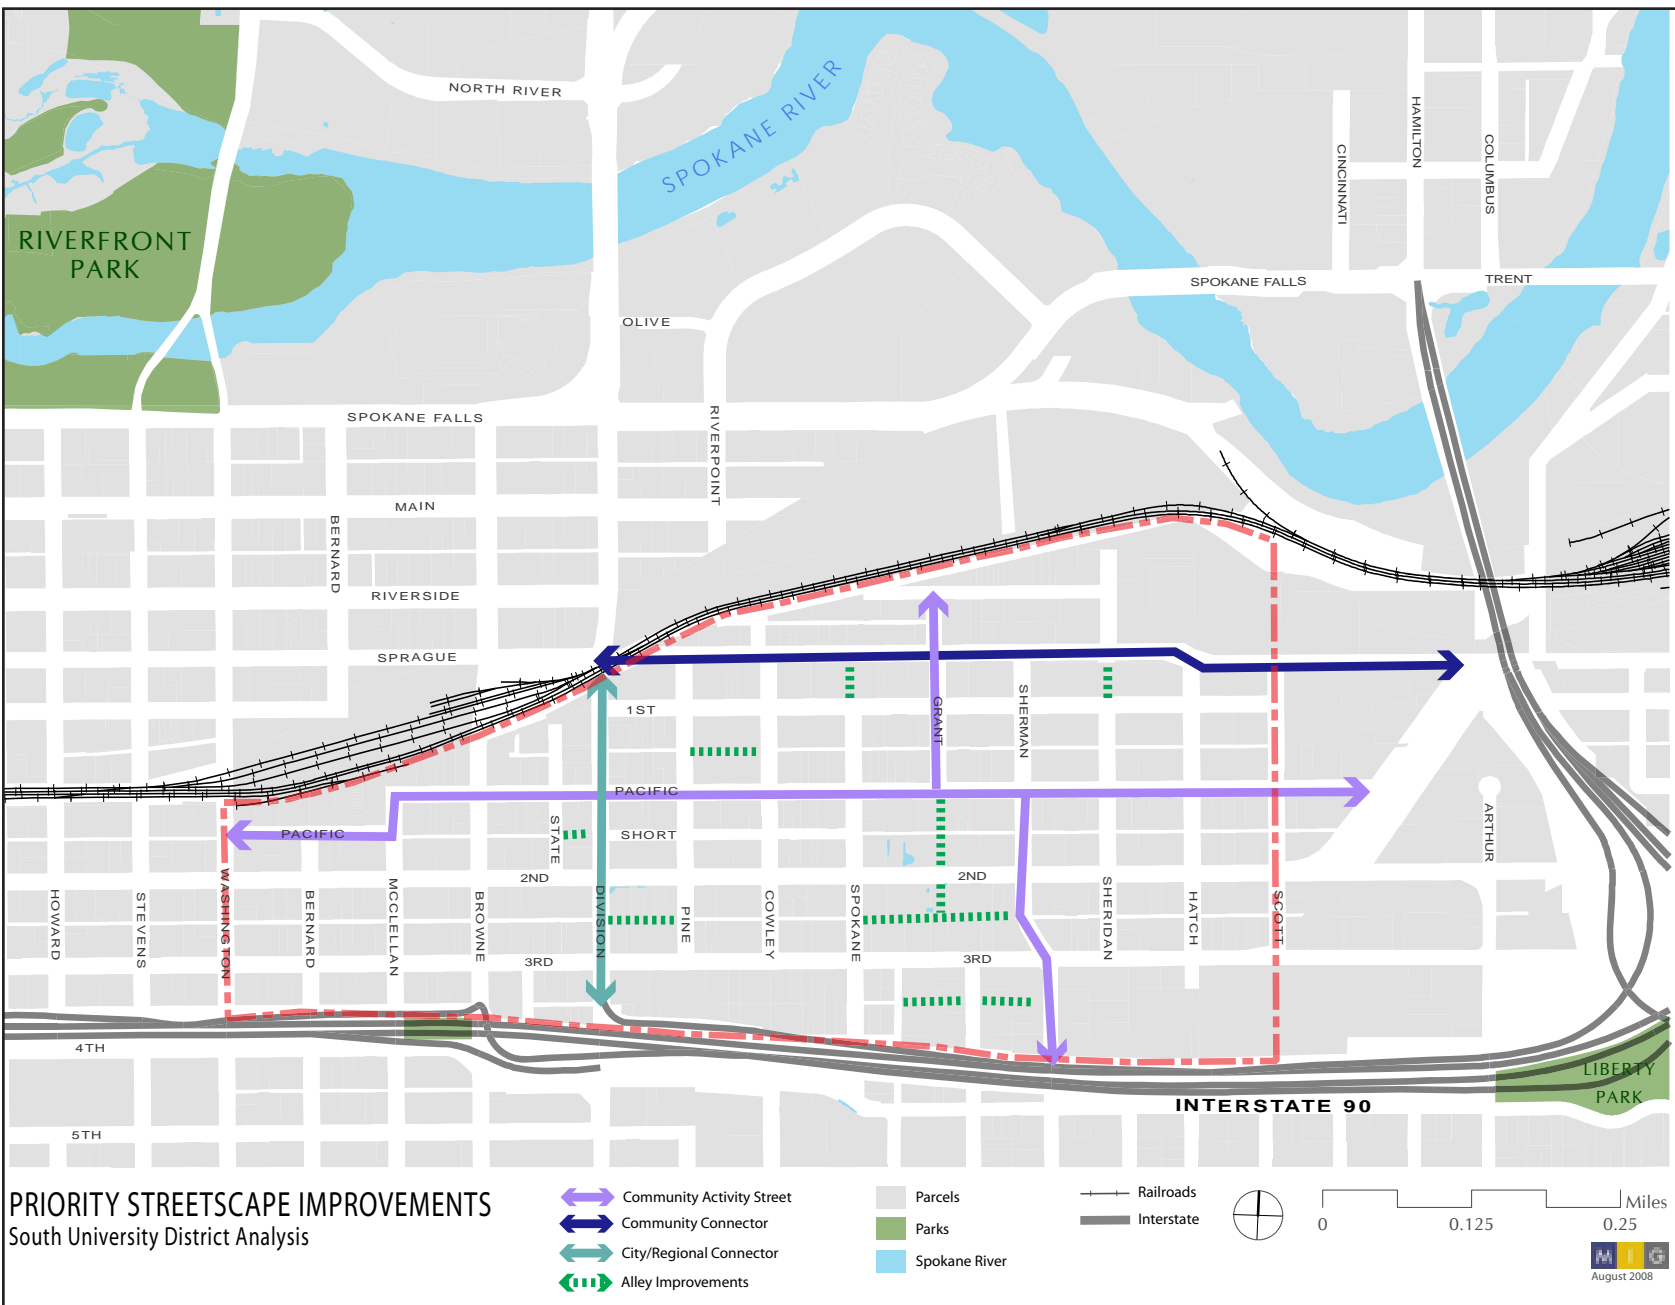 NORTH RIVER
SPOKANE RIVER
HAMILTON
CINCINNATI
COLUMBUS
RIVERFRONT
PARK
SPOKANE FALLS
TRENT
OLIVE
SPOKANE FALLS
RIVERPOINT
MAIN
BERNARD
RIVERSIDE
SPRAGUE
1ST
GRANT
SHERMAN
PACIFIC
PACIFIC
STATE
SHORT
ARTHUR
2ND
2ND
HOWARD
STEVENS
WASHINGTON
BERNARD
MCCLELLAN
BROWNE
DIVISION
PINE
COWLEY
SPOKANE
SHERIDAN
HATCH
SCOTT
3RD
3RD
4TH
LIBERTY
PARK
INTERSTATE 90
5TH
PRIORITY STREETSCAPE IMPROVEMENTS
South University District Analysis
Community Activity Street
Community Connector
City/Regional Connector
Alley Improvements
Parcels
Parks
Spokane River
Railroads
Interstate
Miles
0 0.125 0.25
M I G
August 2008